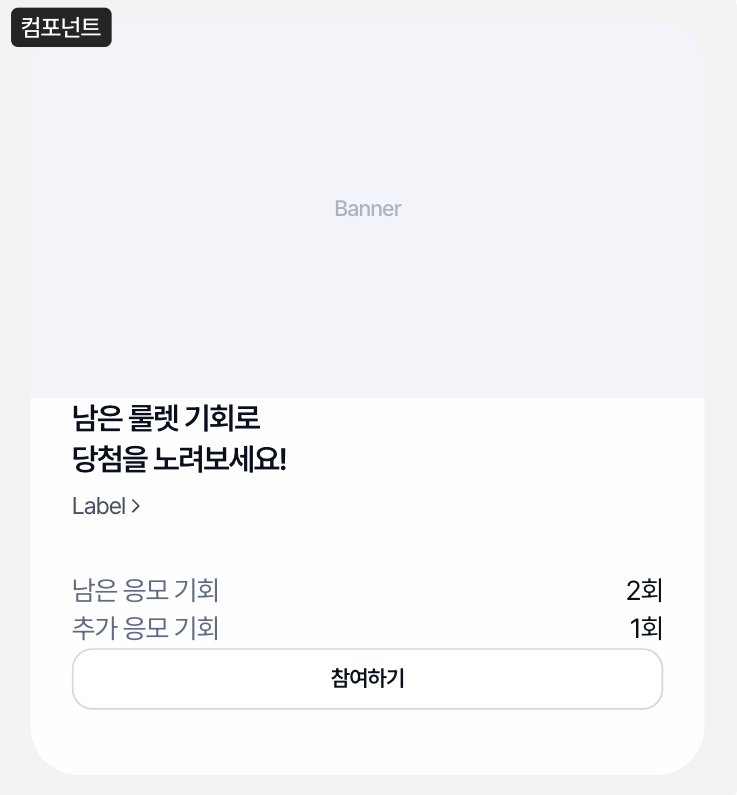 컴포넌트
Banner
남은 룰렛 기회로
당첨을 노려보세요!
Label >
남은 응모 기회 2회
추가 응모 기회 1회
참여하기